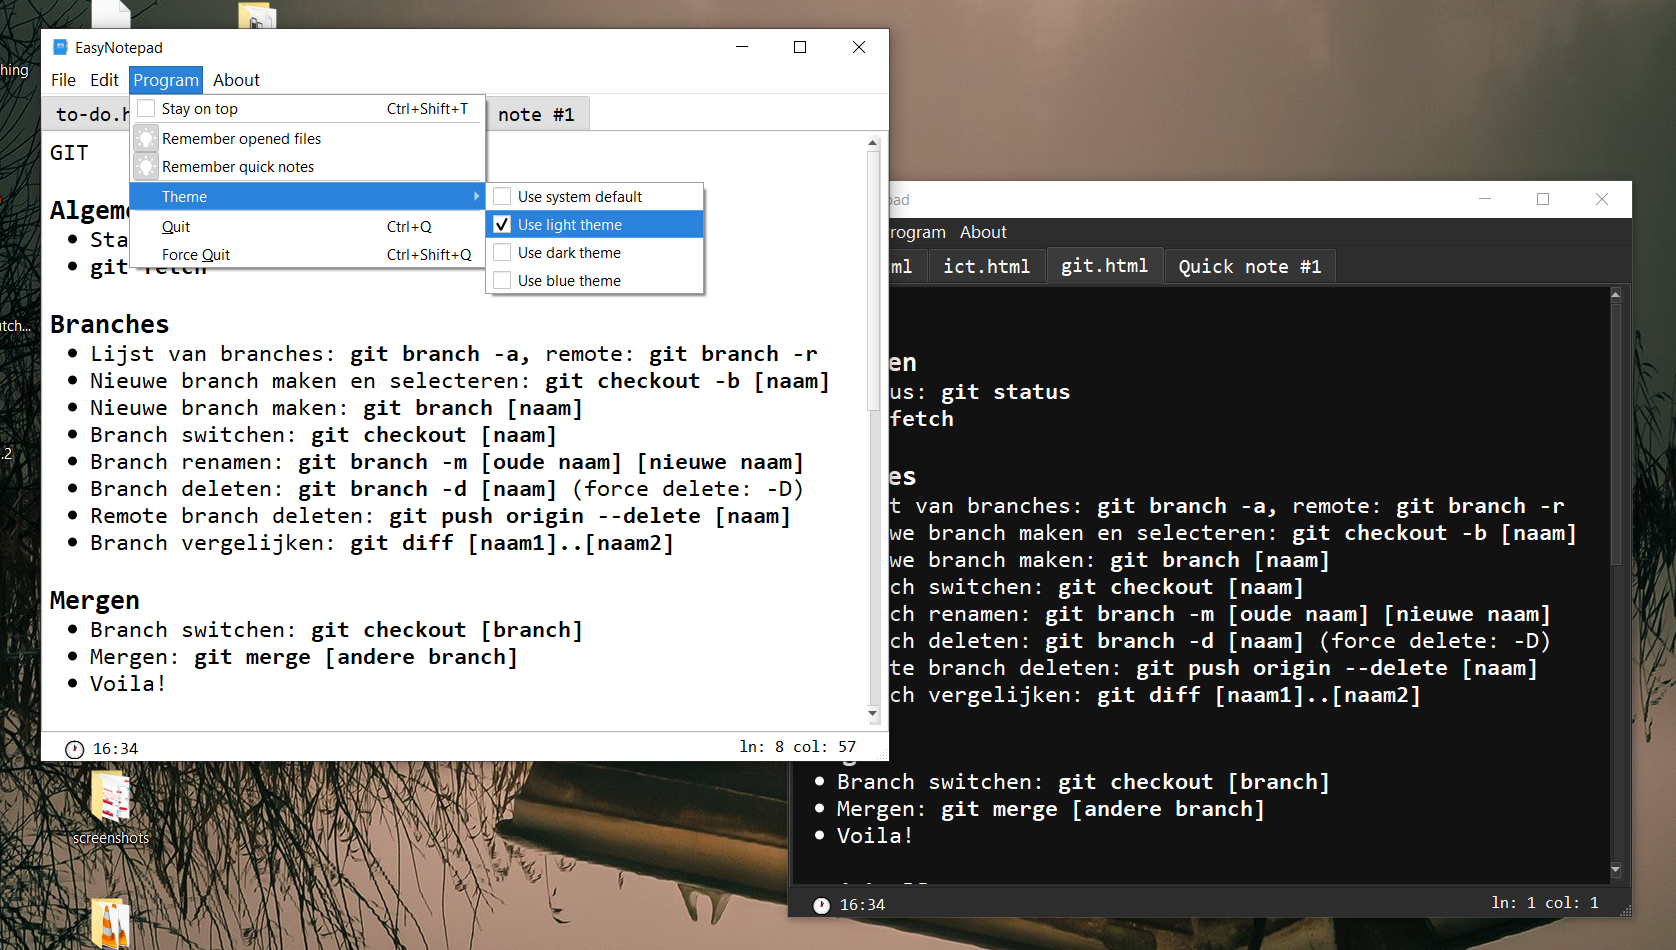 hing
tch...
.2
screenshots
EasyNotepad
File Edit Program About
to-do.h
note #1
Stay on top Ctrl+Shift+T
Remember opened files
Remember quick notes
Theme
Quit Ctrl+Q
Force Quit Ctrl+Shift+Q
Use system default
Use light theme
Use dark theme
Use blue theme
GIT
Algeme
• Sta
• git fetch
Branches
• Lijst van branches: git branch -a, remote: git branch -r
• Nieuwe branch maken en selecteren: git checkout -b [naam]
• Nieuwe branch maken: git branch [naam]
• Branch switchen: git checkout [naam]
• Branch renamen: git branch -m [oude naam] [nieuwe naam]
• Branch deleten: git branch -d [naam] (force delete: -D)
• Remote branch deleten: git push origin --delete [naam]
• Branch vergelijken: git diff [naam1]..[naam2]
Mergen
• Branch switchen: git checkout [branch]
• Mergen: git merge [andere branch]
• Voila!
16:34
ln: 8 col: 57
pad
rogram About
ml ict.html git.html Quick note #1
en
us: git status
fetch
es
t van branches: git branch -a, remote: git branch -r
we branch maken en selecteren: git checkout -b [naam]
we branch maken: git branch [naam]
ch switchen: git checkout [naam]
ch renamen: git branch -m [oude naam] [nieuwe naam]
ch deleten: git branch -d [naam] (force delete: -D)
te branch deleten: git push origin --delete [naam]
ch vergelijken: git diff [naam1]..[naam2]
• Branch switchen: git checkout [branch]
• Mergen: git merge [andere branch]
• Voila!
16:34
ln: 1 col: 1